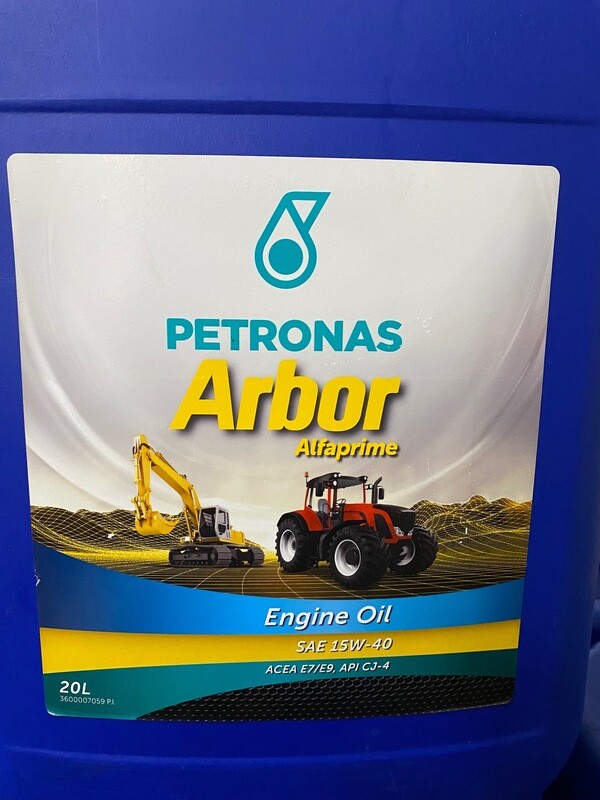 PETRONAS
Arbor
Alfaprime
Engine Oil
SAE 15W-40
ACEA E7/E9, API CJ-4
20L
3600007059 P.I.